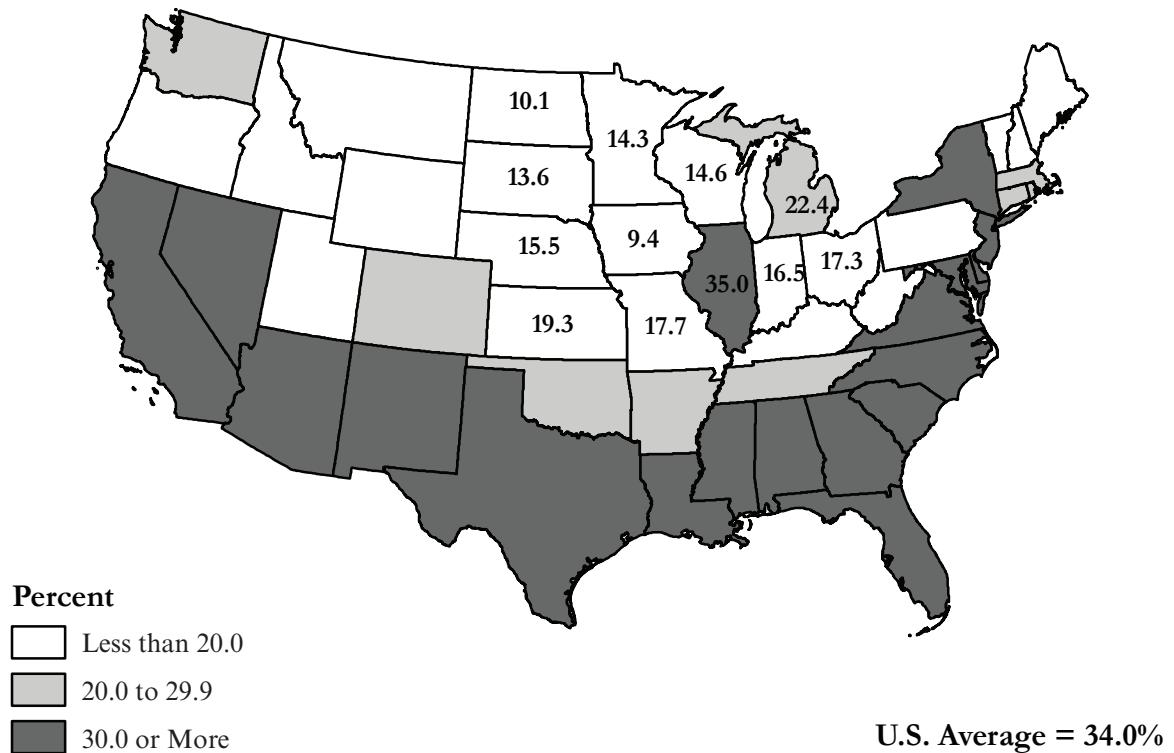 10.1
14.3
13.6
14.6
22.4
15.5
9.4
35.0
16.5
17.3
19.3
17.7
Percent
Less than 20.0
20.0 to 29.9
30.0 or More
U.S. Average = 34.0%